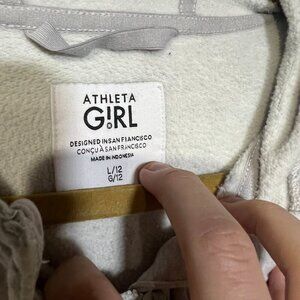 ATHLETA
G!RL
DESIGNED IN SAN FRANCISCO
CONÇU À SAN FRANCISCO
MADE IN INDONESIA
L/12
G/12